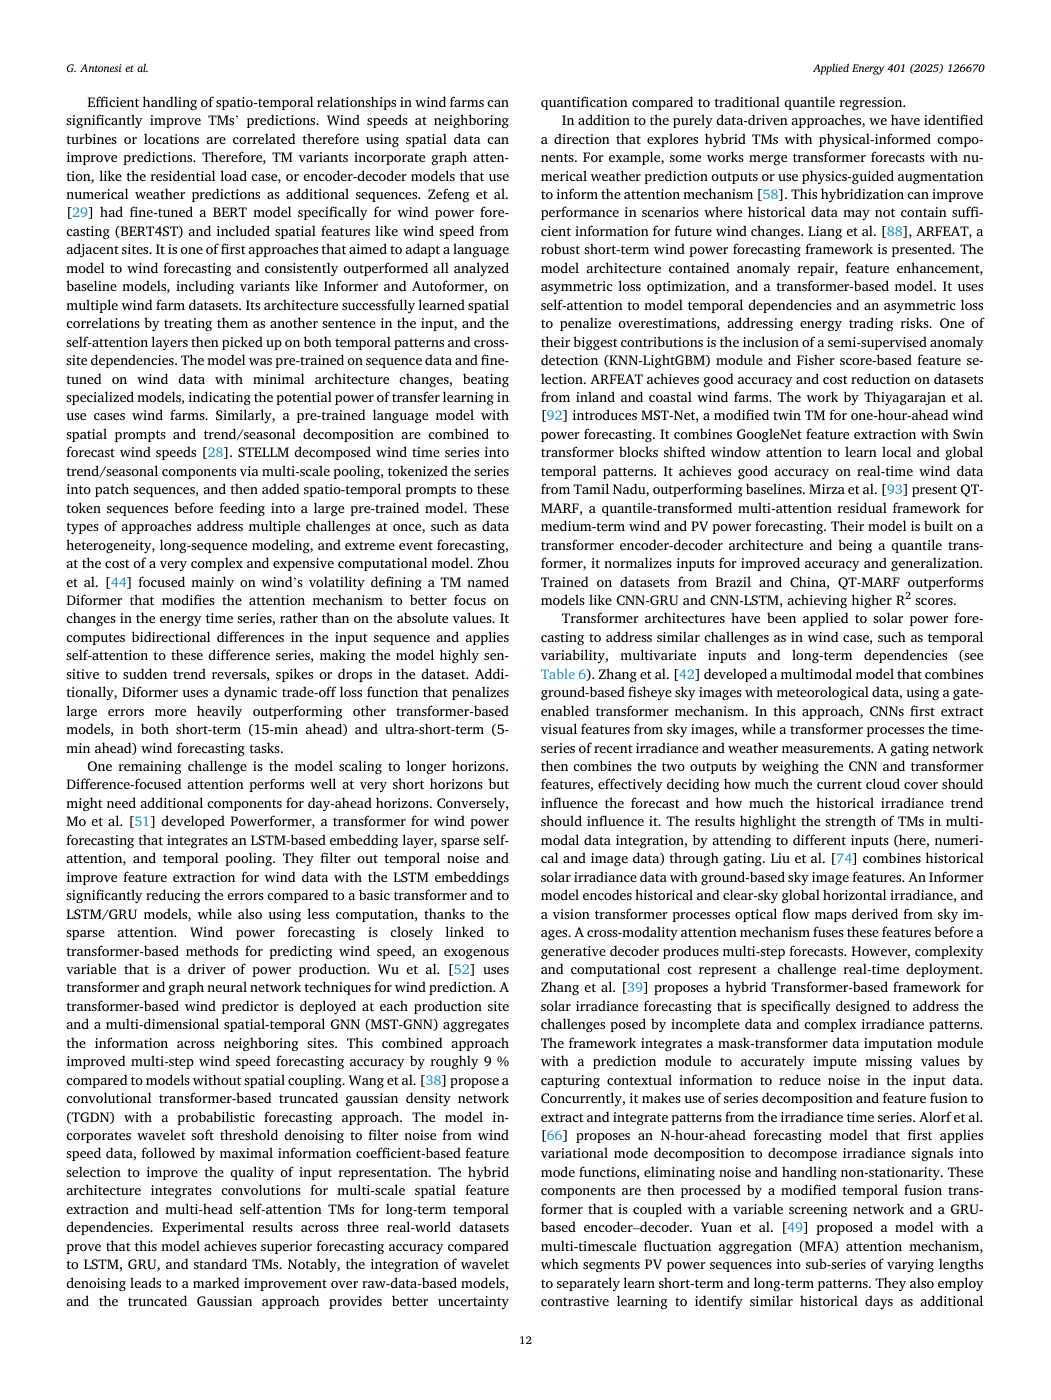 G. Antonesi et al.
Applied Energy 401 (2025) 126670
Efficient handling of spatio-temporal relationships in wind farms can
significantly improve TMs' predictions. Wind speeds at neighboring
turbines or locations are correlated therefore using spatial data can
improve predictions. Therefore, TM variants incorporate graph atten-
tion, like the residential load case, or encoder-decoder models that use
numerical weather predictions as additional sequences. Zefeng et al.
[29] had fine-tuned a BERT model specifically for wind power fore-
casting (BERT4ST) and included spatial features like wind speed from
adjacent sites. It is one of first approaches that aimed to adapt a language
model to wind forecasting and consistently outperformed all analyzed
baseline models, including variants like Informer and Autoformer, on
multiple wind farm datasets. Its architecture successfully learned spatial
correlations by treating them as another sentence in the input, and the
self-attention layers then picked up on both temporal patterns and cross-
site dependencies. The model was pre-trained on sequence data and fine-
tuned on wind data with minimal architecture changes, beating
specialized models, indicating the potential power of transfer learning in
use cases wind farms. Similarly, a pre-trained language model with
spatial prompts and trend/seasonal decomposition are combined to
forecast wind speeds [28]. STELLM decomposed wind time series into
trend/seasonal components via multi-scale pooling, tokenized the series
into patch sequences, and then added spatio-temporal prompts to these
token sequences before feeding into a large pre-trained model. These
types of approaches address multiple challenges at once, such as data
heterogeneity, long-sequence modeling, and extreme event forecasting,
at the cost of a very complex and expensive computational model. Zhou
et al. [44] focused mainly on wind's volatility defining a TM named
Diformer that modifies the attention mechanism to better focus on
changes in the energy time series, rather than on the absolute values. It
computes bidirectional differences in the input sequence and applies
self-attention to these difference series, making the model highly sen-
sitive to sudden trend reversals, spikes or drops in the dataset. Addi-
tionally, Diformer uses a dynamic trade-off loss function that penalizes
large errors more heavily outperforming other transformer-based
models, in both short-term (15-min ahead) and ultra-short-term (5-
min ahead) wind forecasting tasks.
One remaining challenge is the model scaling to longer horizons.
Difference-focused attention performs well at very short horizons but
might need additional components for day-ahead horizons. Conversely,
Mo et al. [51] developed Powerformer, a transformer for wind power
forecasting that integrates an LSTM-based embedding layer, sparse self-
attention, and temporal pooling. They filter out temporal noise and
improve feature extraction for wind data with the LSTM embeddings
significantly reducing the errors compared to a basic transformer and to
LSTM/GRU models, while also using less computation, thanks to the
sparse attention. Wind power forecasting is closely linked to
transformer-based methods for predicting wind speed, an exogenous
variable that is a driver of power production. Wu et al. [52] uses
transformer and graph neural network techniques for wind prediction. A
transformer-based wind predictor is deployed at each production site
and a multi-dimensional spatial-temporal GNN (MST-GNN) aggregates
the information across neighboring sites. This combined approach
improved multi-step wind speed forecasting accuracy by roughly 9 %
compared to models without spatial coupling. Wang et al. [38] propose a
convolutional transformer-based truncated gaussian density network
(TGDN) with a probabilistic forecasting approach. The model in-
corporates wavelet soft threshold denoising to filter noise from wind
speed data, followed by maximal information coefficient-based feature
selection to improve the quality of input representation. The hybrid
architecture integrates convolutions for multi-scale spatial feature
extraction and multi-head self-attention TMs for long-term temporal
dependencies. Experimental results across three real-world datasets
prove that this model achieves superior forecasting accuracy compared
to LSTM, GRU, and standard TMs. Notably, the integration of wavelet
denoising leads to a marked improvement over raw-data-based models,
and the truncated Gaussian approach provides better uncertainty
quantification compared to traditional quantile regression.
In addition to the purely data-driven approaches, we have identified
a direction that explores hybrid TMs with physical-informed compo-
nents. For example, some works merge transformer forecasts with nu-
merical weather prediction outputs or use physics-guided augmentation
to inform the attention mechanism [58]. This hybridization can improve
performance in scenarios where historical data may not contain suffi-
cient information for future wind changes. Liang et al. [88], ARFEAT, a
robust short-term wind power forecasting framework is presented. The
model architecture contained anomaly repair, feature enhancement,
asymmetric loss optimization, and a transformer-based model. It uses
self-attention to model temporal dependencies and an asymmetric loss
to penalize overestimations, addressing energy trading risks. One of
their biggest contributions is the inclusion of a semi-supervised anomaly
detection (KNN-LightGBM) module and Fisher score-based feature se-
lection. ARFEAT achieves good accuracy and cost reduction on datasets
from inland and coastal wind farms. The work by Thiyagarajan et al.
[92] introduces MST-Net, a modified twin TM for one-hour-ahead wind
power forecasting. It combines GoogleNet feature extraction with Swin
transformer blocks shifted window attention to learn local and global
temporal patterns. It achieves good accuracy on real-time wind data
from Tamil Nadu, outperforming baselines. Mirza et al. [93] present QT-
MARF, a quantile-transformed multi-attention residual framework for
medium-term wind and PV power forecasting. Their model is built on a
transformer encoder-decoder architecture and being a quantile trans-
former, it normalizes inputs for improved accuracy and generalization.
Trained on datasets from Brazil and China, QT-MARF outperforms
models like CNN-GRU and CNN-LSTM, achieving higher R² scores.
Transformer architectures have been applied to solar power fore-
casting to address similar challenges as in wind case, such as temporal
variability, multivariate inputs and long-term dependencies (see
Table 6). Zhang et al. [42] developed a multimodal model that combines
ground-based fisheye sky images with meteorological data, using a gate-
enabled transformer mechanism. In this approach, CNNs first extract
visual features from sky images, while a transformer processes the time-
series of recent irradiance and weather measurements. A gating network
then combines the two outputs by weighing the CNN and transformer
features, effectively deciding how much the current cloud cover should
influence the forecast and how much the historical irradiance trend
should influence it. The results highlight the strength of TMs in multi-
modal data integration, by attending to different inputs (here, numeri-
cal and image data) through gating. Liu et al. [74] combines historical
solar irradiance data with ground-based sky image features. An Informer
model encodes historical and clear-sky global horizontal irradiance, and
a vision transformer processes optical flow maps derived from sky im-
ages. A cross-modality attention mechanism fuses these features before a
generative decoder produces multi-step forecasts. However, complexity
and computational cost represent a challenge real-time deployment.
Zhang et al. [39] proposes a hybrid Transformer-based framework for
solar irradiance forecasting that is specifically designed to address the
challenges posed by incomplete data and complex irradiance patterns.
The framework integrates a mask-transformer data imputation module
with a prediction module to accurately impute missing values by
capturing contextual information to reduce noise in the input data.
Concurrently, it makes use of series decomposition and feature fusion to
extract and integrate patterns from the irradiance time series. Alorf et al.
[66] proposes an N-hour-ahead forecasting model that first applies
variational mode decomposition to decompose irradiance signals into
mode functions, eliminating noise and handling non-stationarity. These
components are then processed by a modified temporal fusion trans-
former that is coupled with a variable screening network and a GRU-
based encoder–decoder. Yuan et al. [49] proposed a model with a
multi-timescale fluctuation aggregation (MFA) attention mechanism,
which segments PV power sequences into sub-series of varying lengths
to separately learn short-term and long-term patterns. They also employ
contrastive learning to identify similar historical days as additional
12